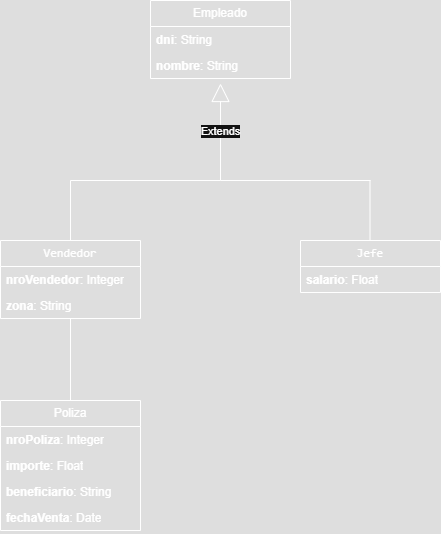 Empleado
dni: String
nombre: String
Extends
Vendedor
nroVendedor: Integer
zona: String
Jefe
salario: Float
Poliza
nroPoliza: Integer
importe: Float
beneficiario: String
fechaVenta: Date